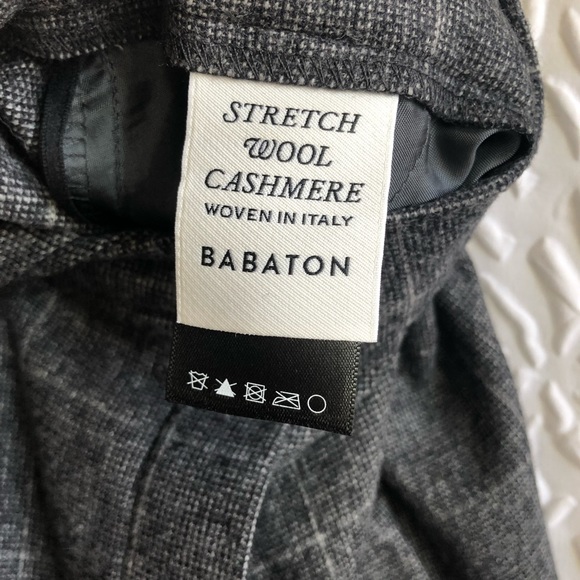 STRETCH
WOOL
CASHMERE
WOVEN IN ITALY
BABATON